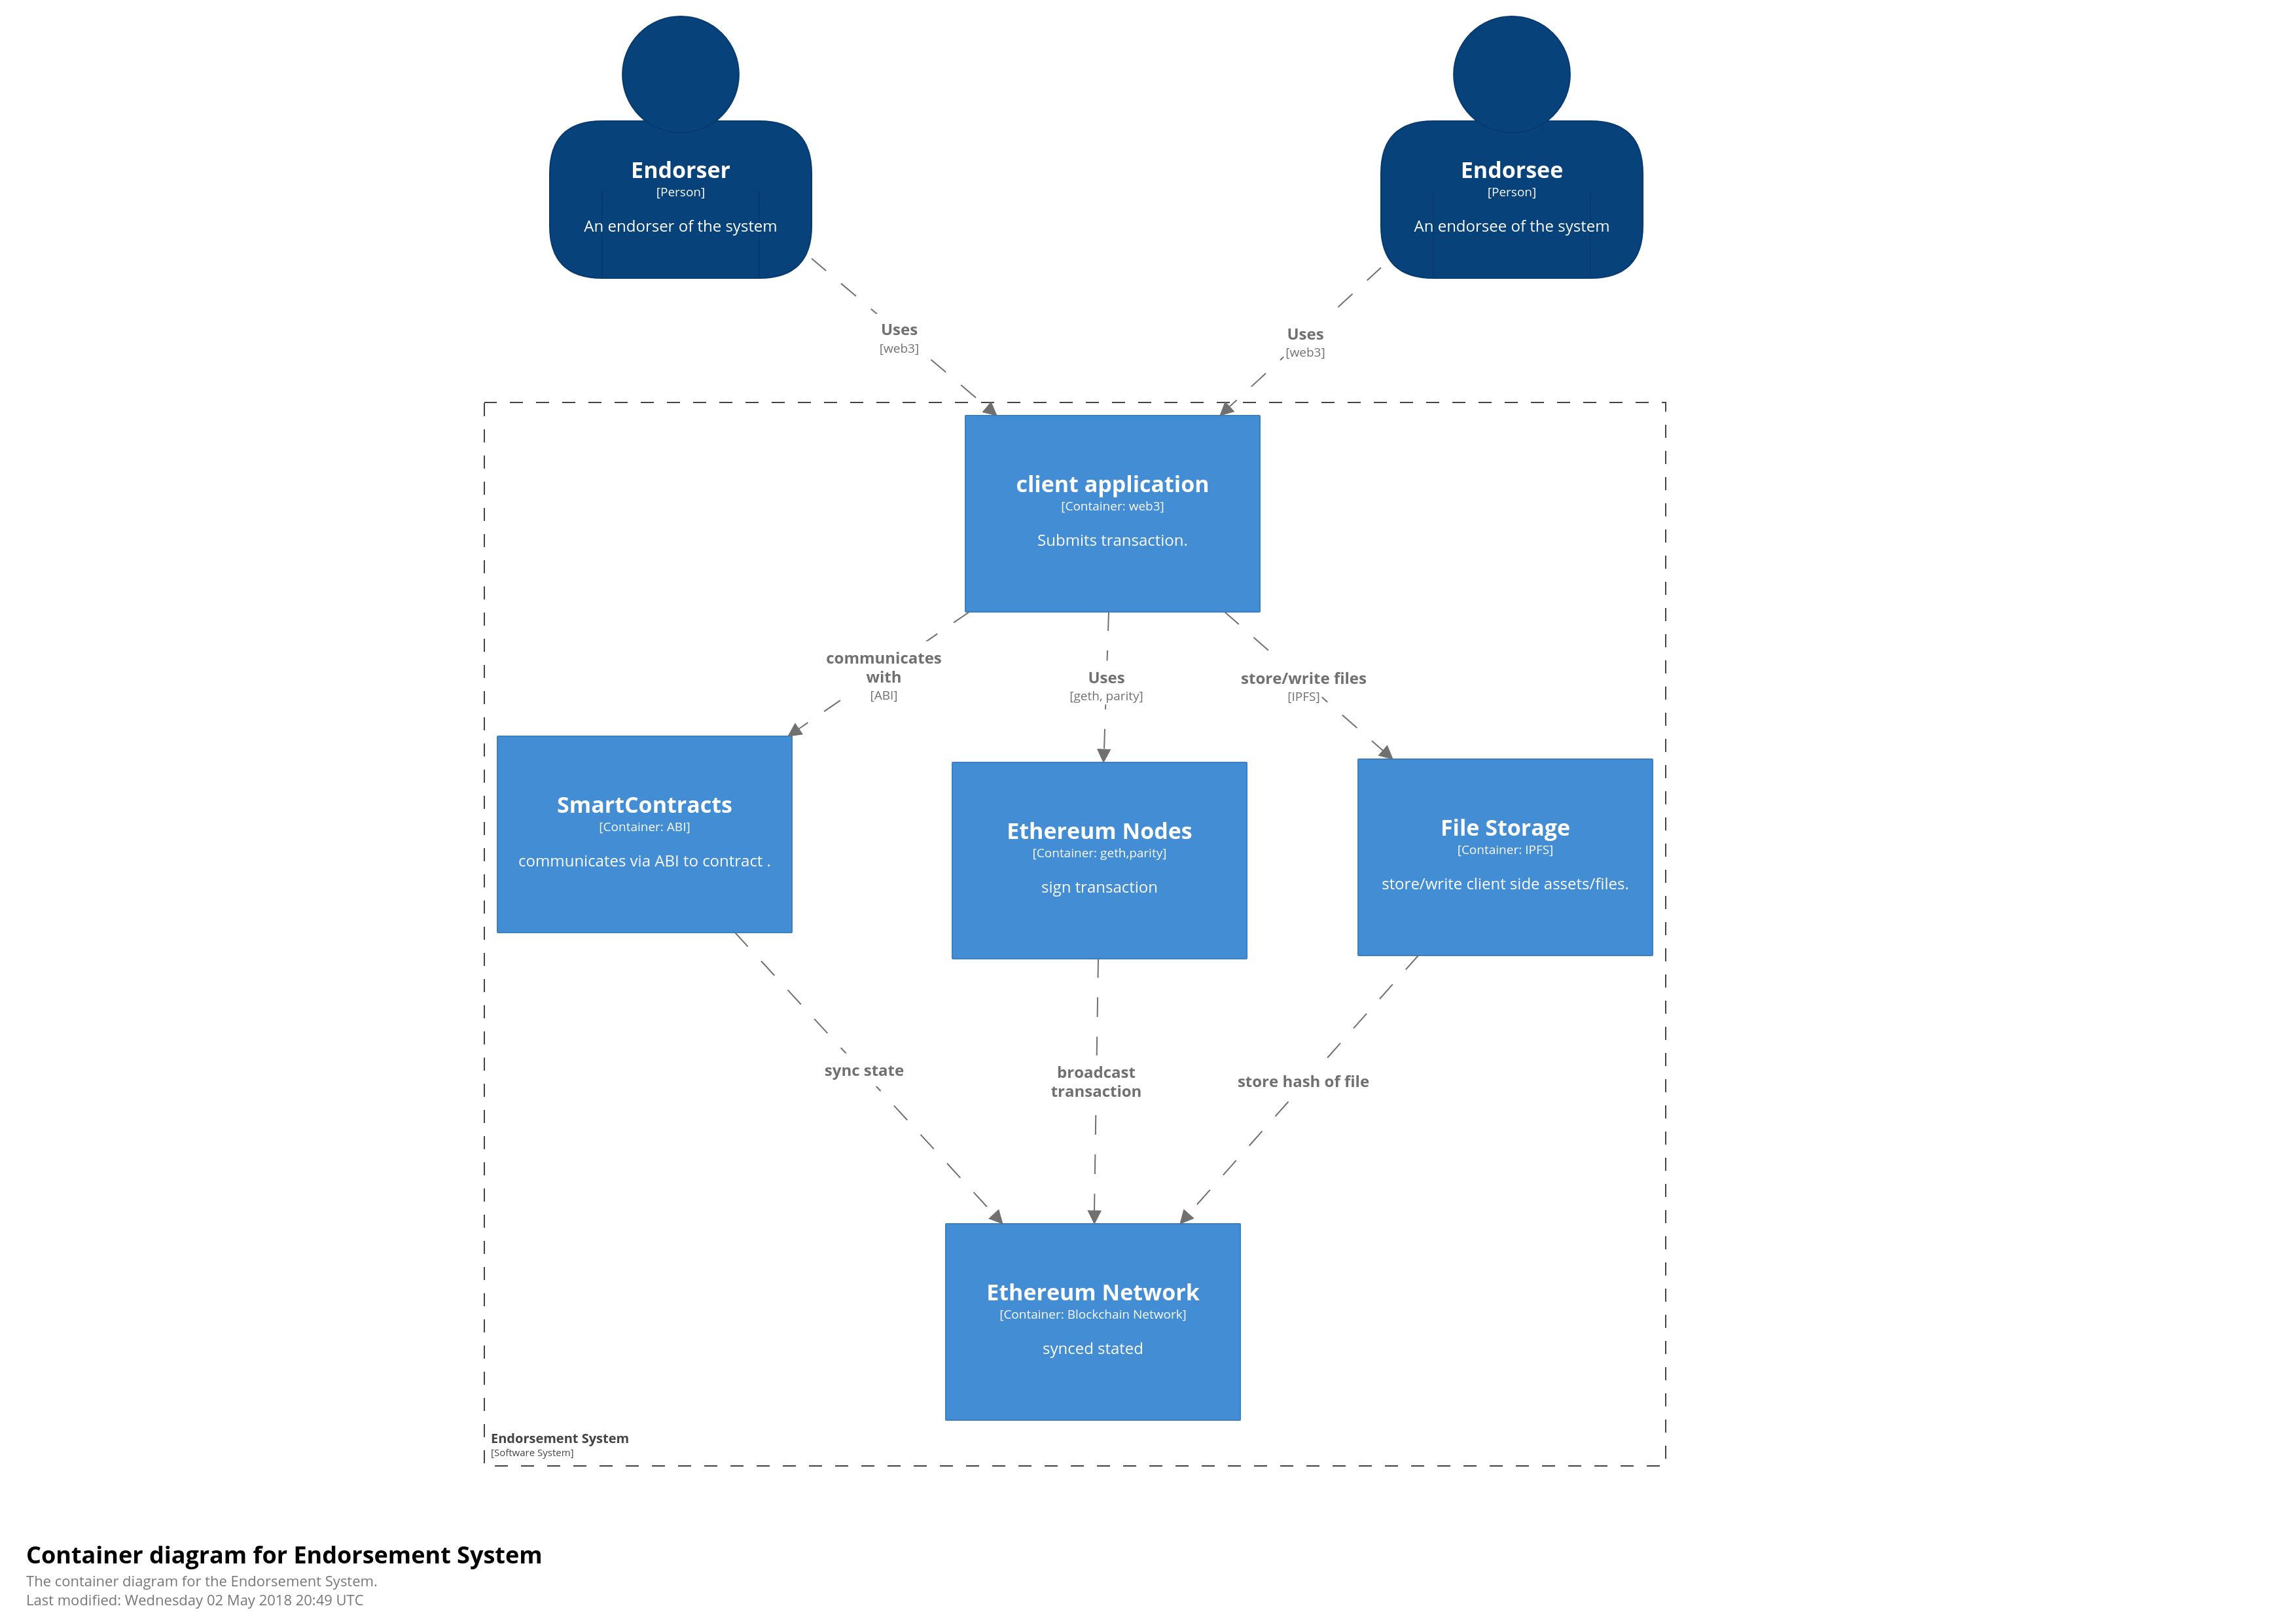 Endorser
[Person]
An endorser of the system
Endorsee
[Person]
An endorsee of the system
Uses
[web3]
Uses
[web3]
client application
[Container: web3]
Submits transaction.
communicates
with
[ABI]
Uses
[geth, parity]
store/write files
[IPFS]
SmartContracts
[Container: ABI]
communicates via ABI to contract .
Ethereum Nodes
[Container: geth,parity]
sign transaction
File Storage
[Container: IPFS]
store/write client side assets/files.
sync state
broadcast
transaction
store hash of file
Ethereum Network
[Container: Blockchain Network]
synced stated
Endorsement System
[Software System]
Container diagram for Endorsement System
The container diagram for the Endorsement System.
Last modified: Wednesday 02 May 2018 20:49 UTC